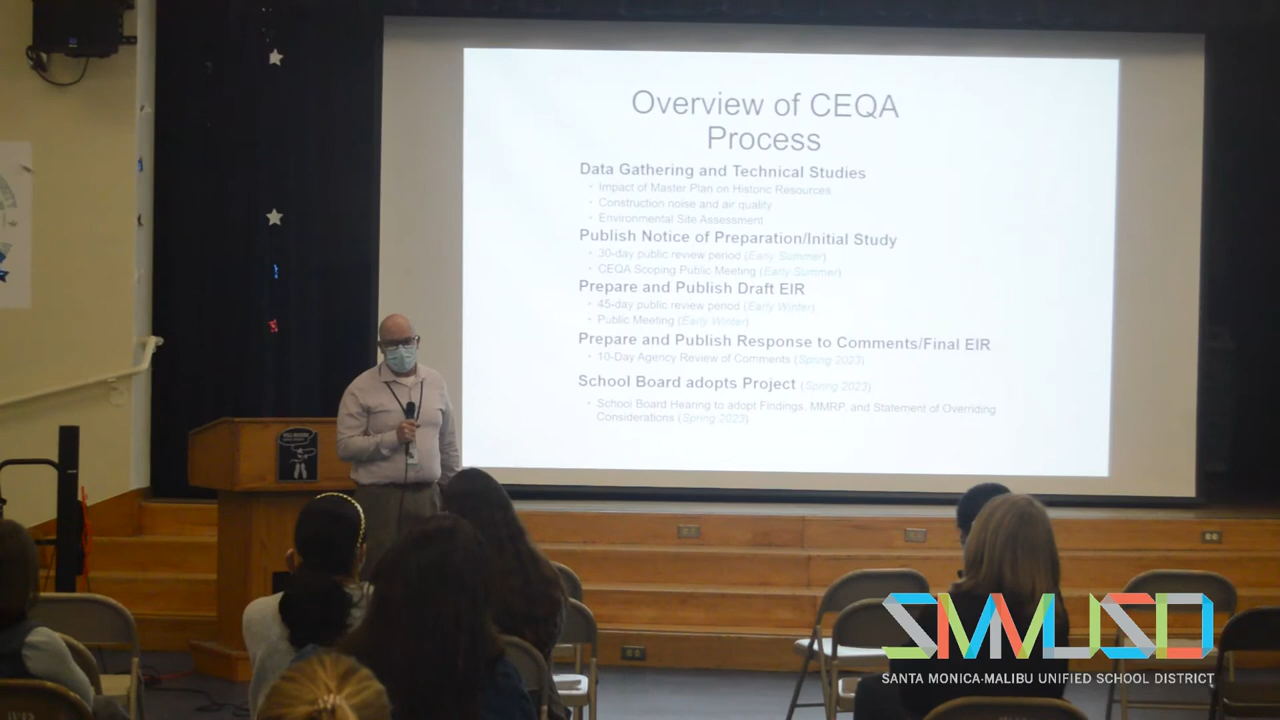 Overview of CEQA
Process
Data Gathering and Technical Studies
• Impact of Master Plan on Historic Resources
• Construction noise and air quality
• Environmental Site Assessment
Publish Notice of Preparation/Initial Study
• 30-day public review period (Early Summer)
• CEQA Scoping Public Meeting (Early Summer)
Prepare and Publish Draft EIR
• 45-day public review period (Early Winter)
• Public Meeting (Early Winter)
Prepare and Publish Response to Comments/Final EIR
• 10-Day Agency Review of Comments (Spring 2023)
School Board adopts Project (Spring 2023)
• School Board Hearing to adopt Findings, MMRP, and Statement of Overriding
Considerations (Spring 2023)
SMMUSD
SANTA MONICA-MALIBU UNIFIED SCHOOL DISTRICT